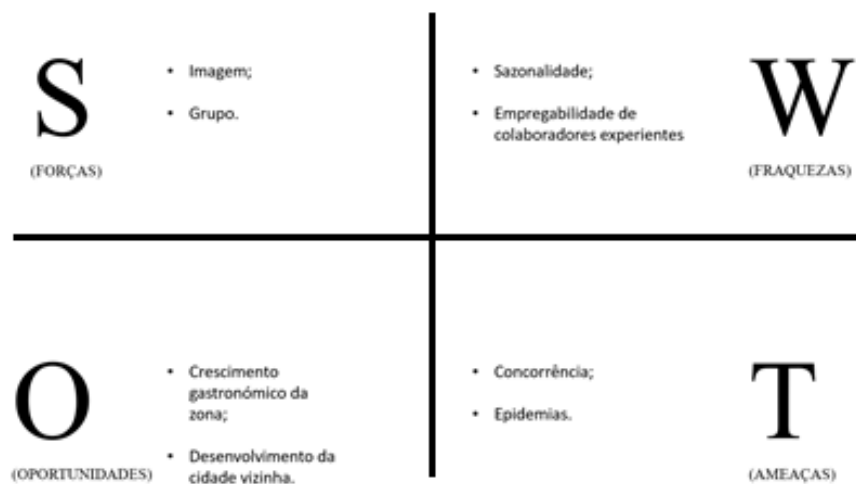 S
(FORÇAS)
• Imagem;
• Grupo.
• Sazonalidade;
• Empregabilidade de
colaboradores experientes
W
(FRAQUEZAS)
O
(OPORTUNIDADES)
• Crescimento
gastronómico da
zona;
• Desenvolvimento da
cidade vizinha.
• Concorrência;
• Epidemias.
T
(AMEAÇAS)